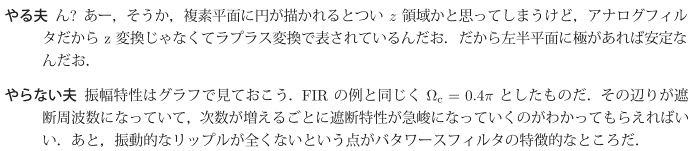 やる夫 ん? あー，そうか，複素平面に円が描かれるとつい z 領域かと思ってしまうけど，アナログフィル
タだから z 変換じゃなくてラプラス変換で表されているんだお．だから左半平面に極があれば安定な
んだお．
やらない夫 振幅特性はグラフで見ておこう．FIR の例と同じく Ωc = 0.4π としたものだ．その辺りが遮
断周波数になっていて，次数が増えるごとに遮断特性が急峻になっていくのがわかってもらえればい
い．あと，振動的なリップルが全くないという点がバタワースフィルタの特徴的なところだ．